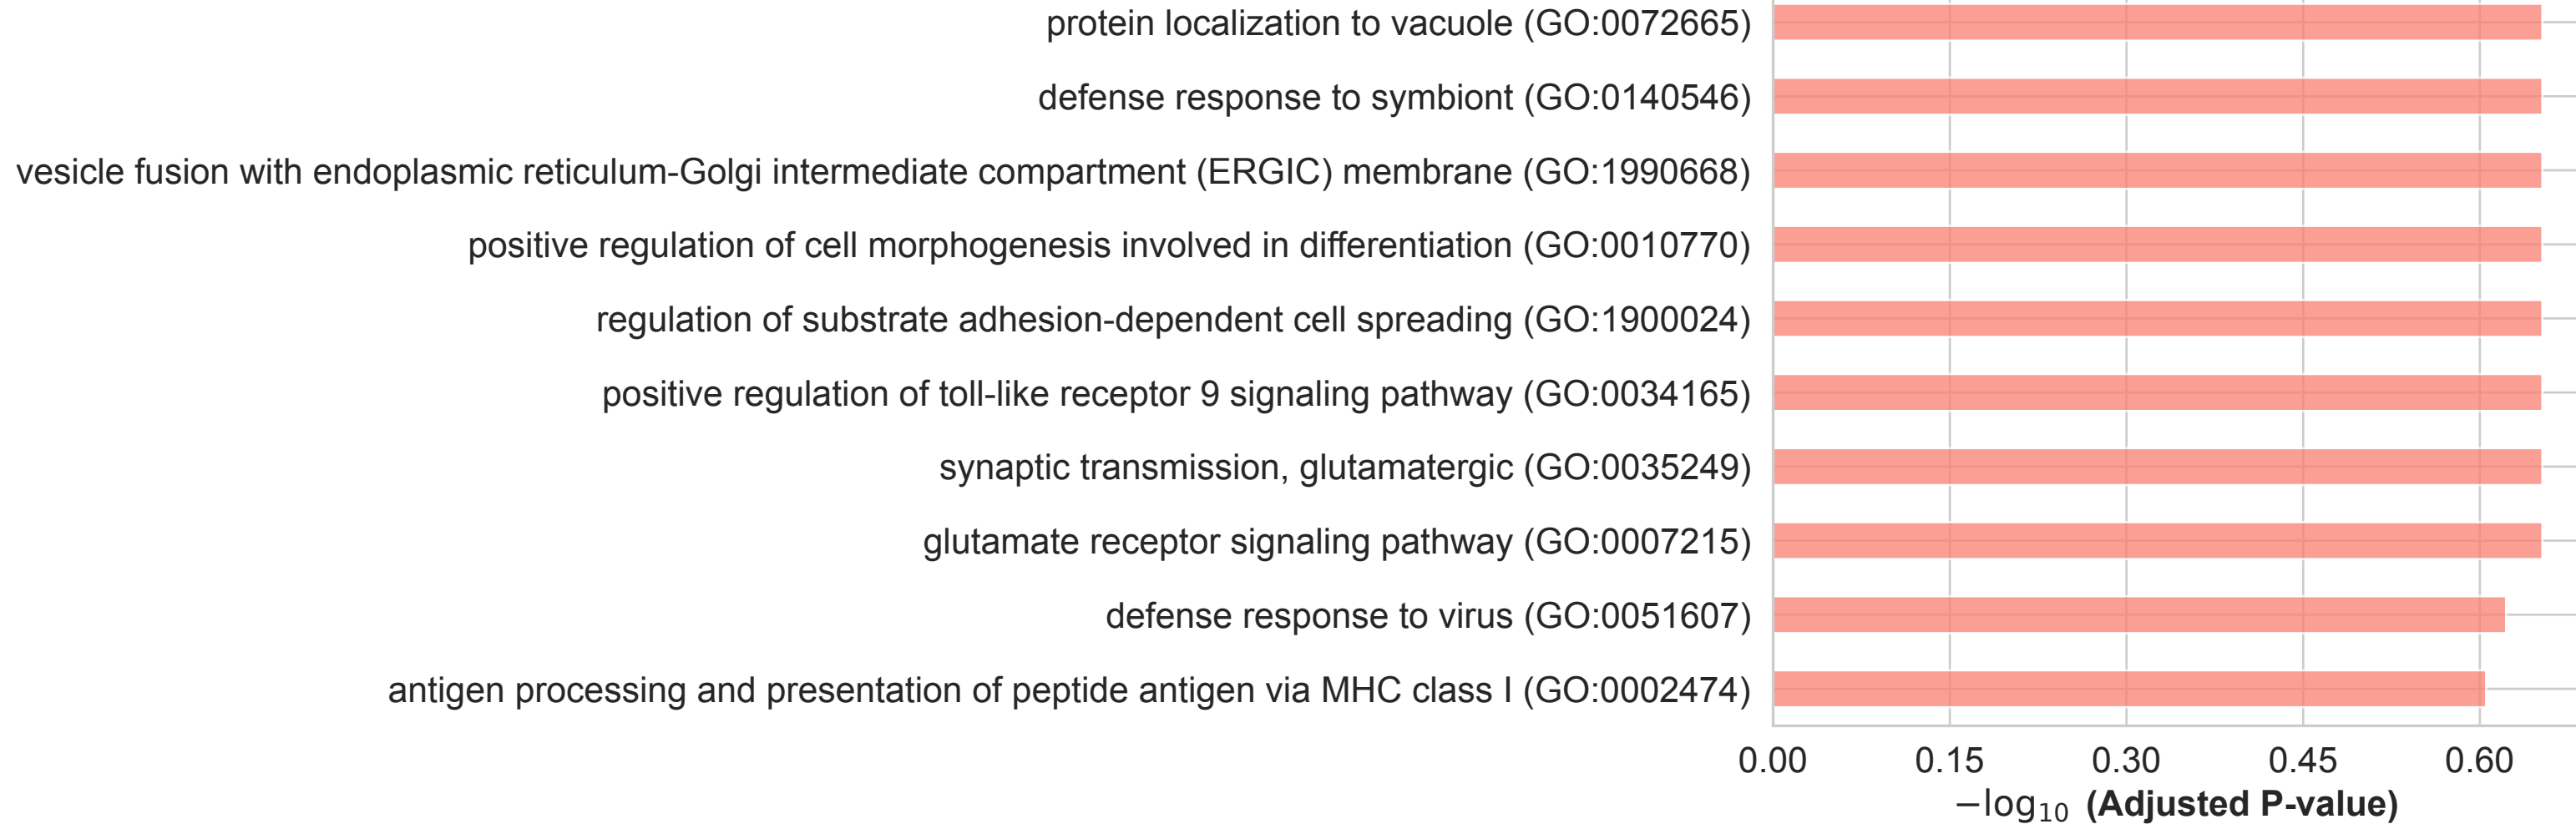 protein localization to vacuole (GO:0072665)
defense response to symbiont (GO:0140546)
vesicle fusion with endoplasmic reticulum-Golgi intermediate compartment (ERGIC) membrane (GO:1990668)
positive regulation of cell morphogenesis involved in differentiation (GO:0010770)
regulation of substrate adhesion-dependent cell spreading (GO:1900024)
positive regulation of toll-like receptor 9 signaling pathway (GO:0034165)
synaptic transmission, glutamatergic (GO:0035249)
glutamate receptor signaling pathway (GO:0007215)
defense response to virus (GO:0051607)
antigen processing and presentation of peptide antigen via MHC class I (GO:0002474)
0.00 0.15 0.30 0.45 0.60
−log₁₀ (Adjusted P-value)